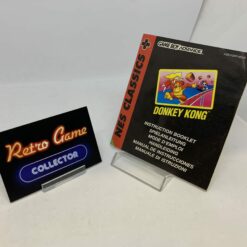 Retro Game
COLLECTOR
GAME BOY ADVANCE
NES CLASSICS
DONKEY KONG
INSTRUCTION BOOKLET
SPIELANLEITUNG
MODE D'EMPLOI
HANDLEIDING
MANUAL DE INSTRUCCIONES
MANUALE DI ISTRUZIONI